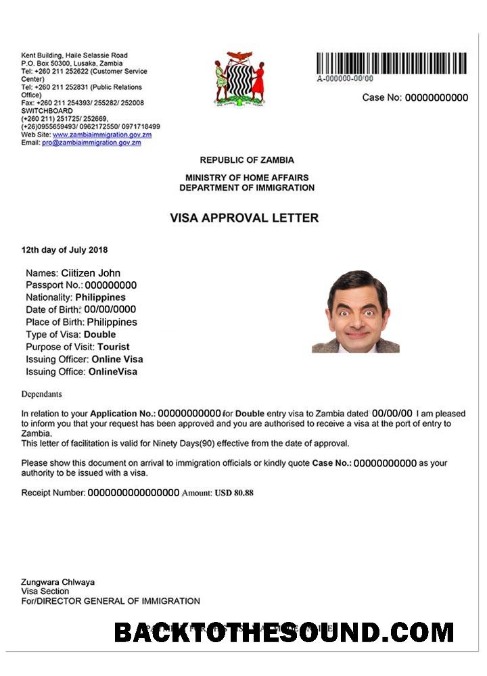 Kent Building, Haile Selassie Road
P.O. Box 50300, Lusaka, Zambia
Tel: +260 211 252622 (Customer Service
Center)
Tel: +260 211 252831 (Public Relations
Office)
Fax: +260 211 254393/ 255282/ 252008
SWITCHBOARD
(+260 211) 251725/ 252669,
(+26)0955659493/ 0962172550/ 0971718499
Web Site: www.zambiaimmigration.gov.zm
Email: pro@zambiaimmigration.gov.zm
A-000000-00'00
Case No: 00000000000
REPUBLIC OF ZAMBIA
MINISTRY OF HOME AFFAIRS
DEPARTMENT OF IMMIGRATION
VISA APPROVAL LETTER
12th day of July 2018
Names: Ciitizen John
Passport No.: 000000000
Nationality: Philippines
Date of Birth: 00/00/0000
Place of Birth: Philippines
Type of Visa: Double
Purpose of Visit: Tourist
Issuing Officer: Online Visa
Issuing Office: OnlineVisa
Dependants
In relation to your Application No.: 00000000000 for Double entry visa to Zambia dated 00/00/00 I am pleased
to inform you that your request has been approved and you are authorised to receive a visa at the port of entry to
Zambia.
This letter of facilitation is valid for Ninety Days(90) effective from the date of approval.
Please show this document on arrival to immigration officials or kindly quote Case No.: 00000000000 as your
authority to be issued with a visa.
Receipt Number: 0000000000000000 Amount: USD 80.88
Zungwara Chlwaya
Visa Section
For/DIRECTOR GENERAL OF IMMIGRATION
BACKTOTHESOUND.COM